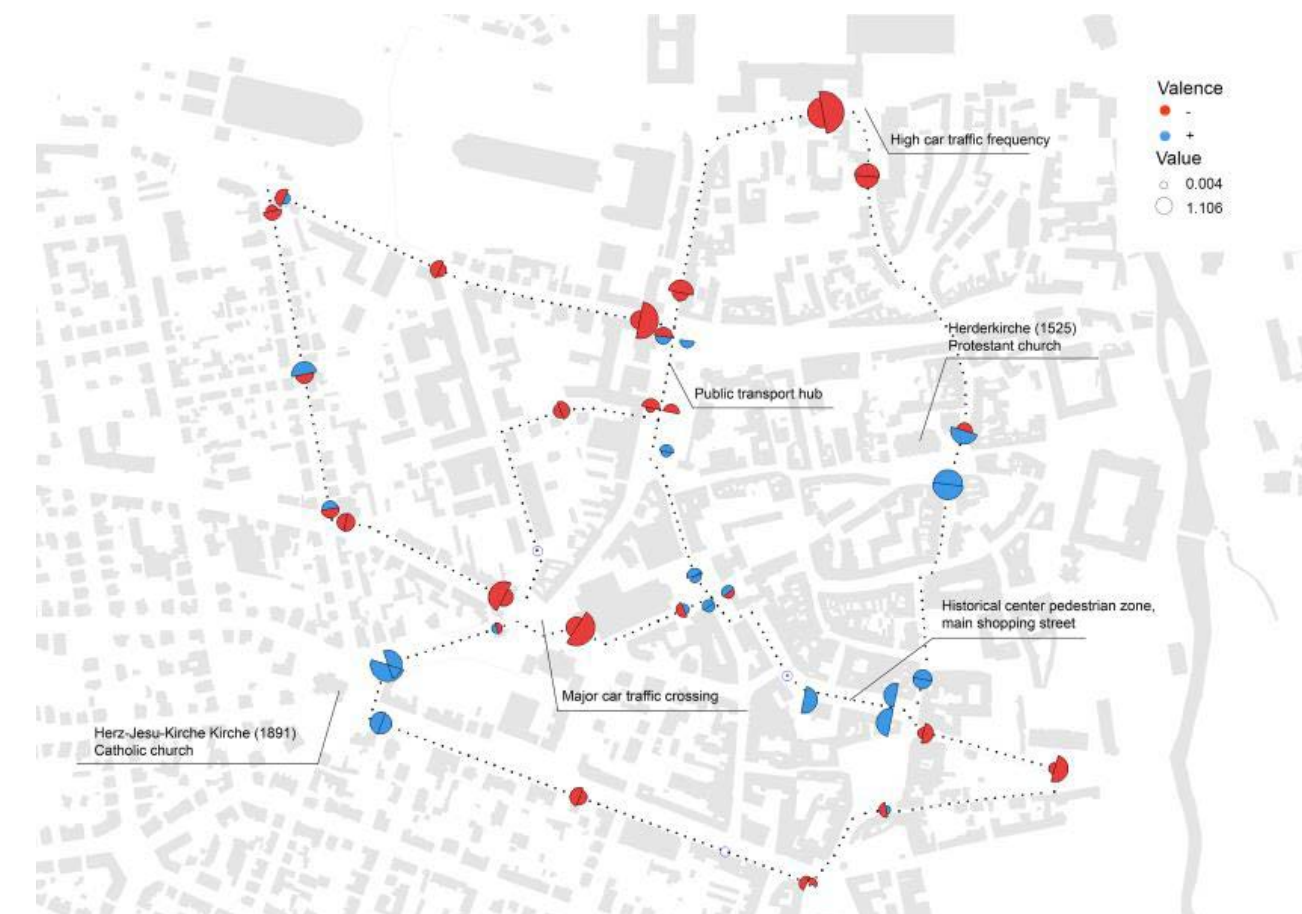 Valence
-
+
Value
0.004
1.106
High car traffic frequency
Herderkirche (1525)
Protestant church
Public transport hub
Historical center pedestrian zone,
main shopping street
Major car traffic crossing
Herz-Jesu-Kirche Kirche (1891)
Catholic church